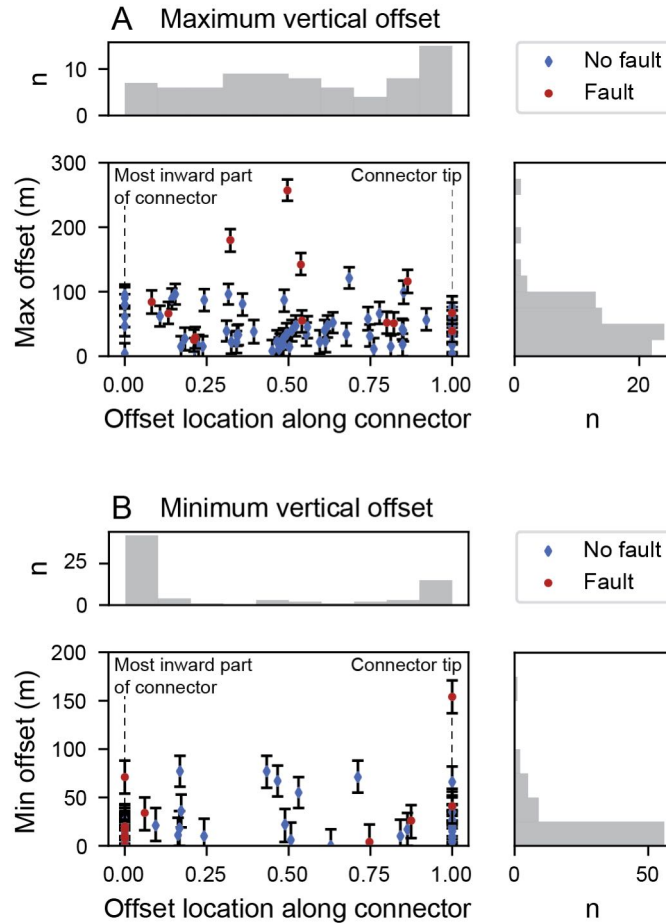 A Maximum vertical offset
n
10
0
No fault
Fault
Max offset (m)
300
200
100
0
Most inward part
of connector
Connector tip
0.00 0.25 0.50 0.75 1.00
Offset location along connector
0 20
n
B Minimum vertical offset
n
25
0
No fault
Fault
Min offset (m)
200
150
100
50
0
Most inward part
of connector
Connector tip
0.00 0.25 0.50 0.75 1.00
Offset location along connector
0 50
n